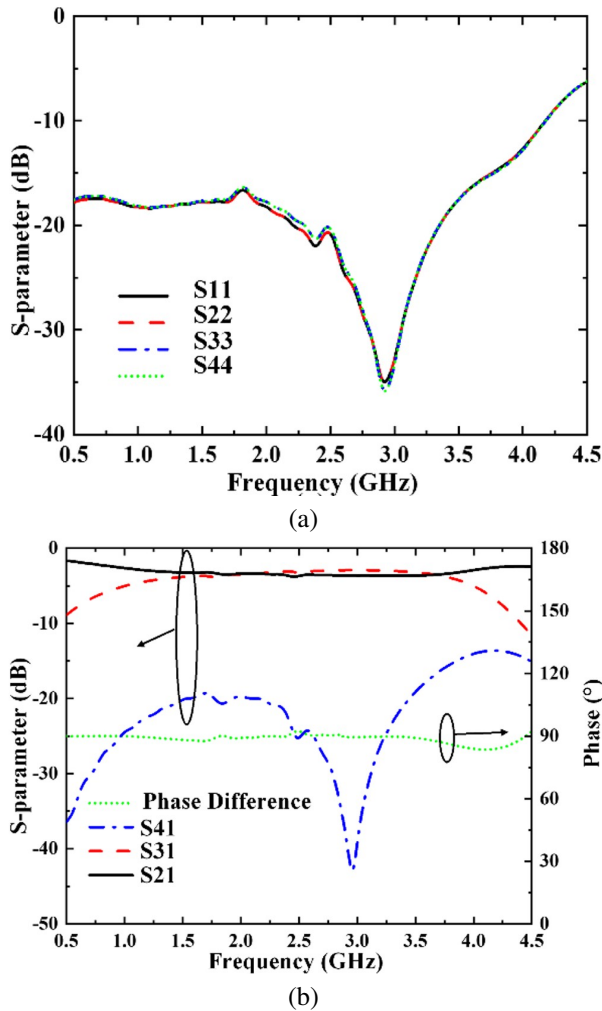 0
-10
-20
-30
-40
S-parameter (dB)
S11
S22
S33
S44
0.5 1.0 1.5 2.0 2.5 3.0 3.5 4.0 4.5
Frequency (GHz)
(a)
0
-10
-20
-30
-40
-50
S-parameter (dB)
180
150
120
90
60
30
0
Phase (°)
Phase Difference
S41
S31
S21
0.5 1.0 1.5 2.0 2.5 3.0 3.5 4.0 4.5
Frequency (GHz)
(b)